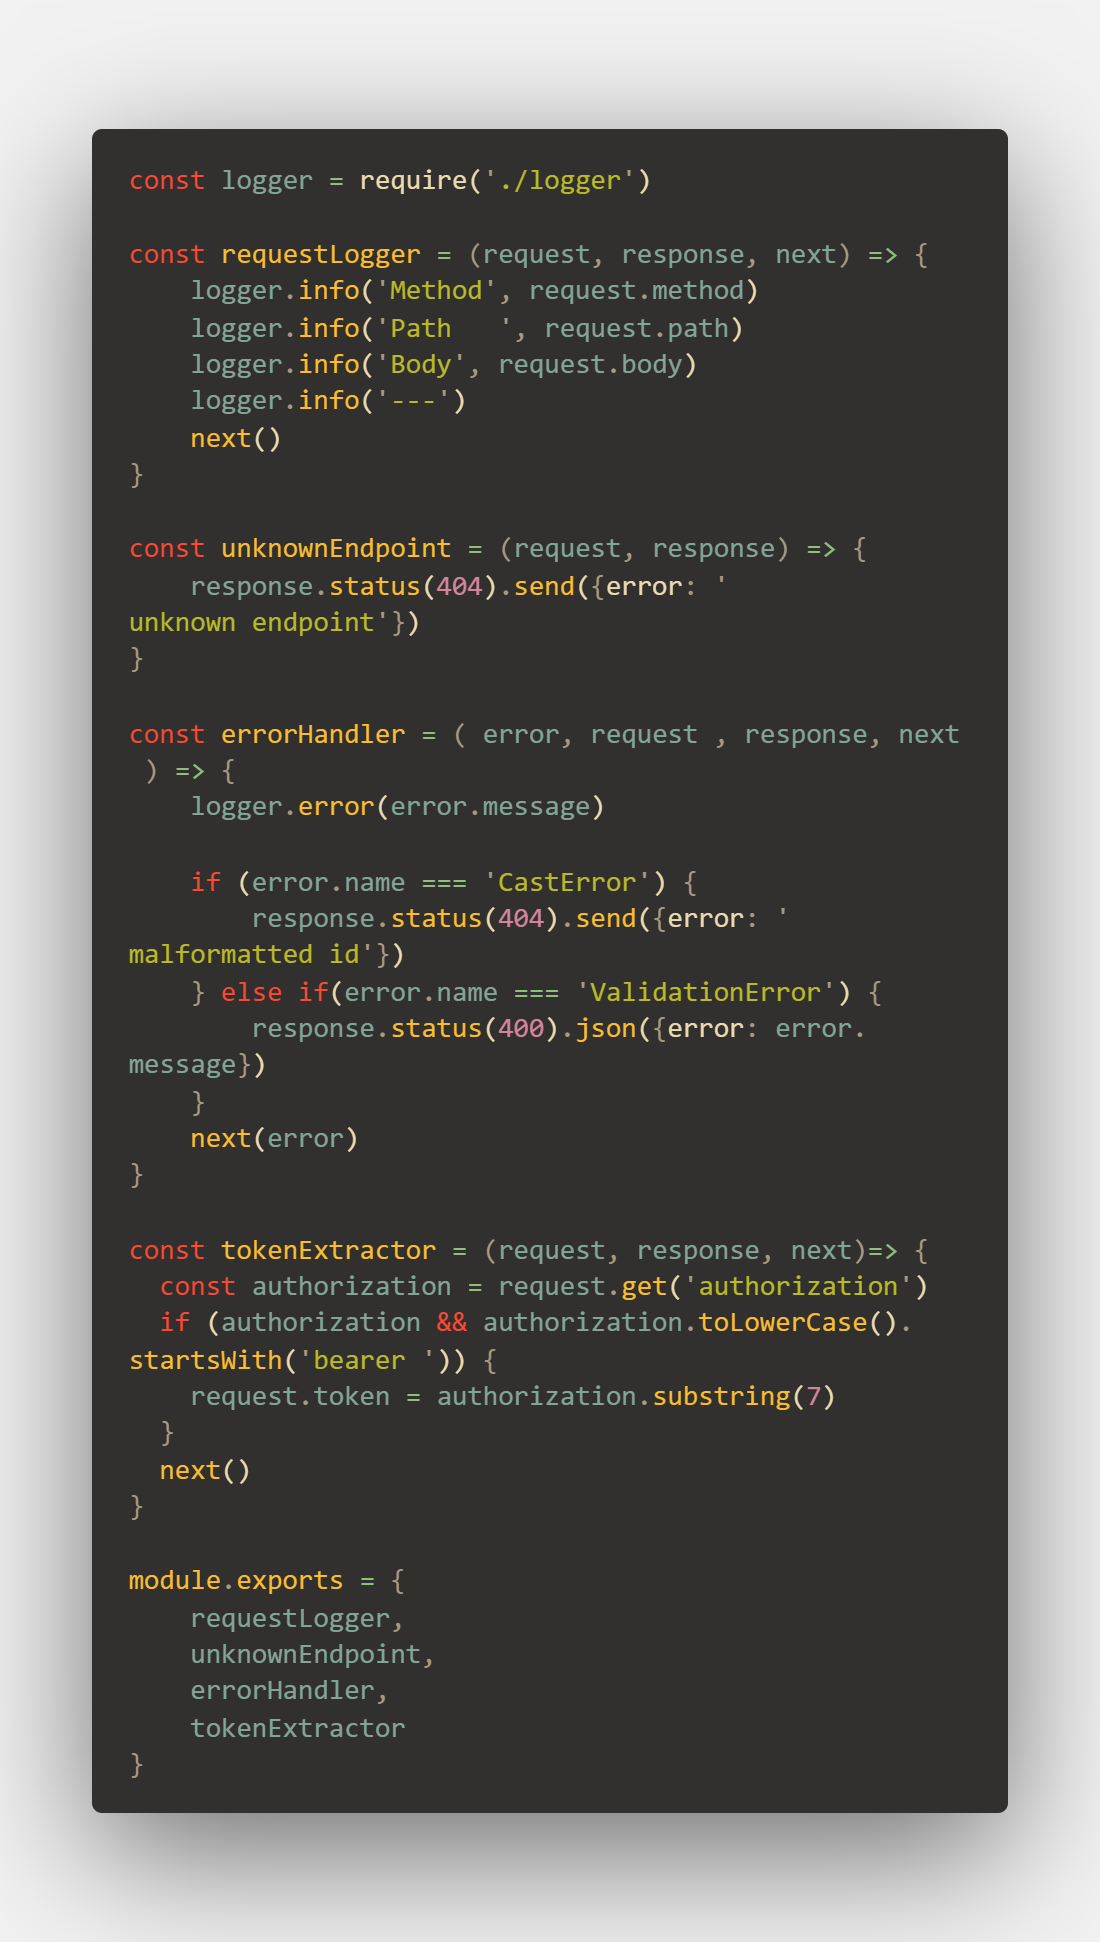 const logger = require('./logger')

const requestLogger = (request, response, next) => {
    logger.info('Method', request.method)
    logger.info('Path   ', request.path)
    logger.info('Body', request.body)
    logger.info('---')
    next()
}

const unknownEndpoint = (request, response) => {
    response.status(404).send({error: '
unknown endpoint'})
}

const errorHandler = ( error, request , response, next
 ) => {
    logger.error(error.message)

    if (error.name === 'CastError') {
        response.status(404).send({error: '
malformatted id'})
    } else if(error.name === 'ValidationError') {
        response.status(400).json({error: error.
message})
    }
    next(error)
}

const tokenExtractor = (request, response, next)=> {
  const authorization = request.get('authorization')
  if (authorization && authorization.toLowerCase().
startsWith('bearer ')) {
    request.token = authorization.substring(7)
  }
  next()
}

module.exports = {
    requestLogger,
    unknownEndpoint,
    errorHandler,
    tokenExtractor
}